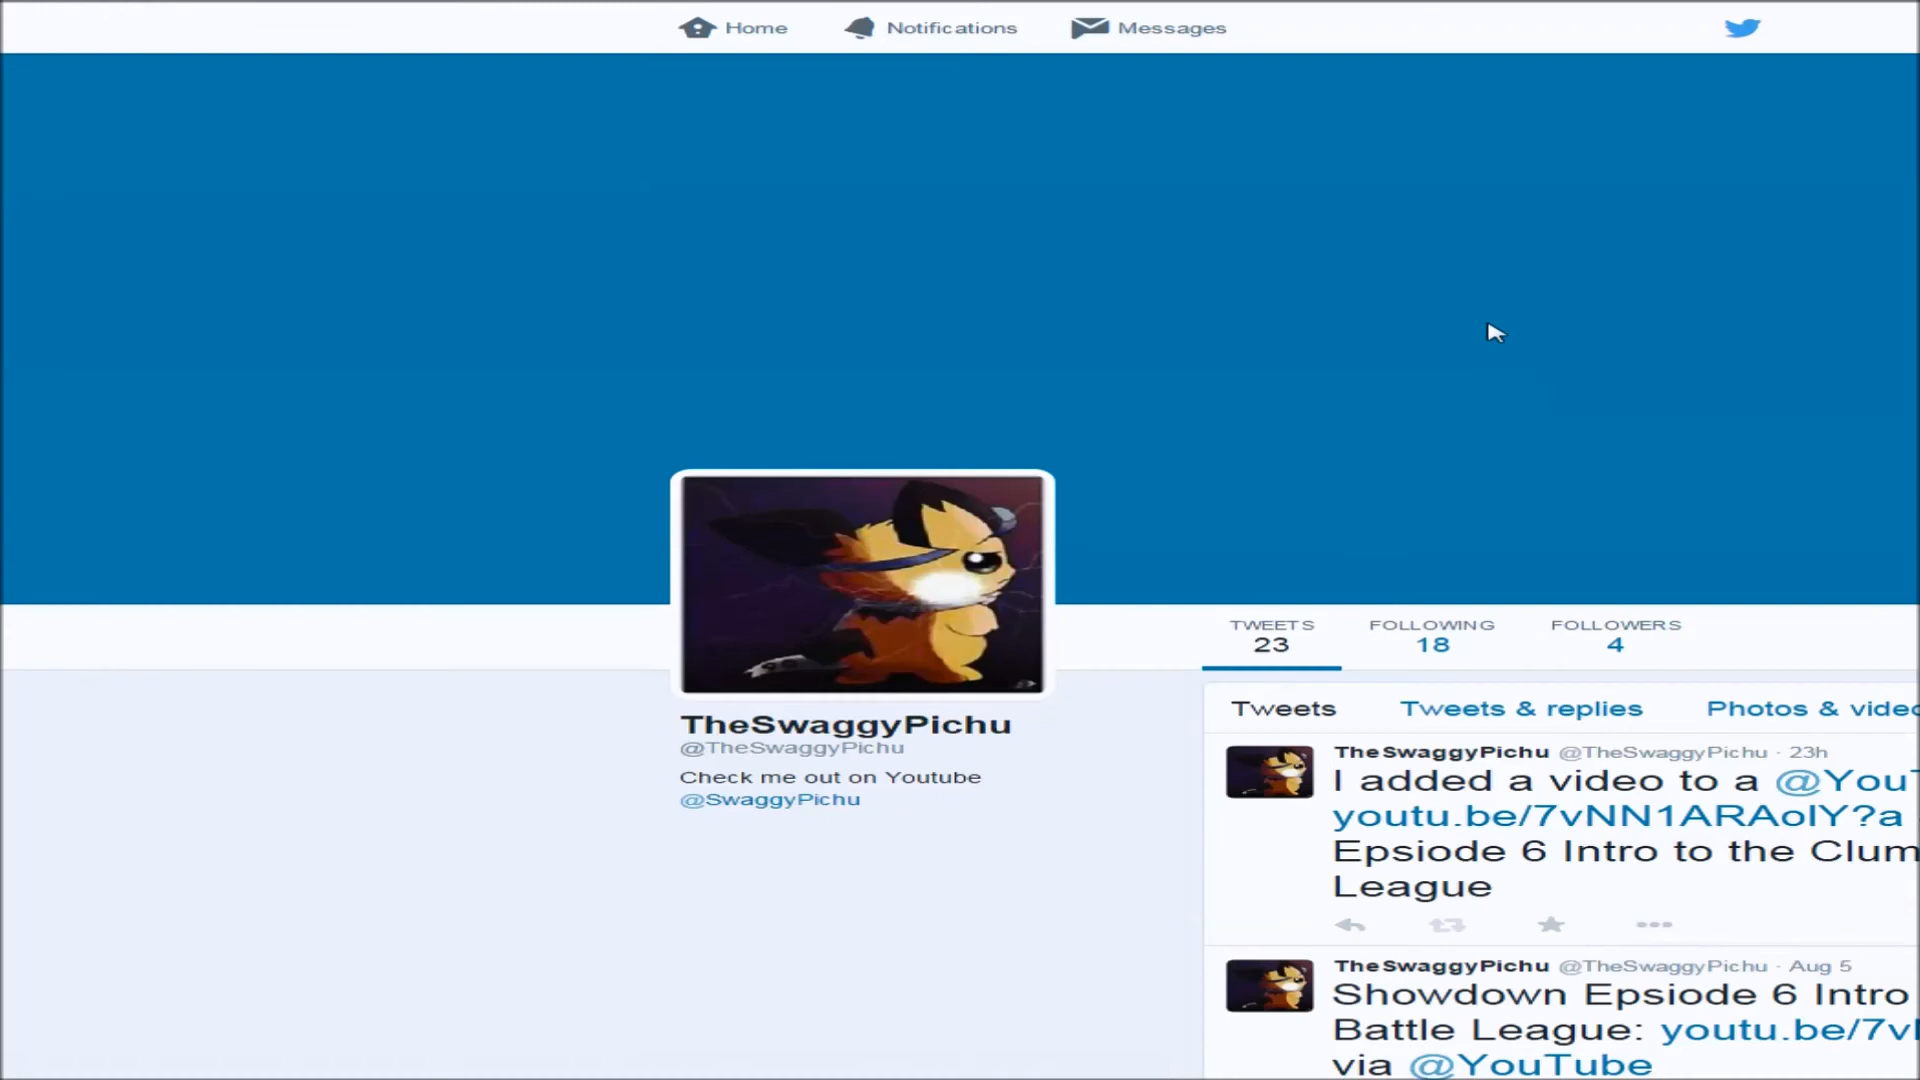 Home Notifications Messages
TWEETS FOLLOWING FOLLOWERS
23 18 4
TheSwaggyPichu
@TheSwaggyPichu
Check me out on Youtube
@SwaggyPichu
Tweets Tweets & replies Photos &
TheSwaggyPichu @TheSwaggyPichu · 23h
I added a video to a
youtu.be/7vNN1ARAolY?a
Epsiode 6 Intro to the
League
TheSwaggyPichu @TheSwaggyPichu · Aug 5
Showdown Epsiode 6 Intro
Battle League:
via @YouTube